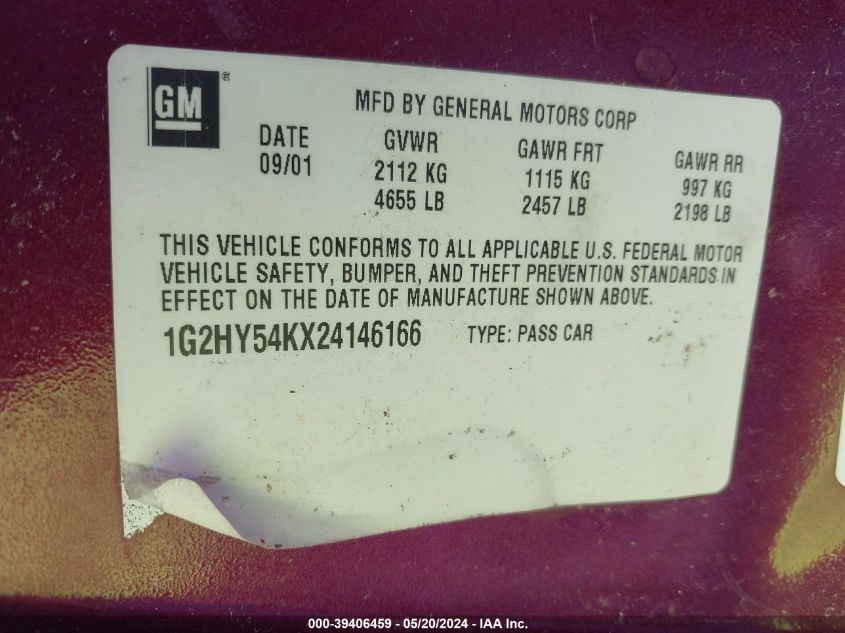 GM ®
MFD BY GENERAL MOTORS CORP
DATE GVWR GAWR FRT GAWR RR
09/01 2112 KG 1115 KG 997 KG
4655 LB 2457 LB 2198 LB
THIS VEHICLE CONFORMS TO ALL APPLICABLE U.S. FEDERAL MOTOR
VEHICLE SAFETY, BUMPER, AND THEFT PREVENTION STANDARDS IN
EFFECT ON THE DATE OF MANUFACTURE SHOWN ABOVE.
1G2HY54KX24146166 TYPE: PASS CAR
000-39406459 - 05/20/2024 - IAA Inc.